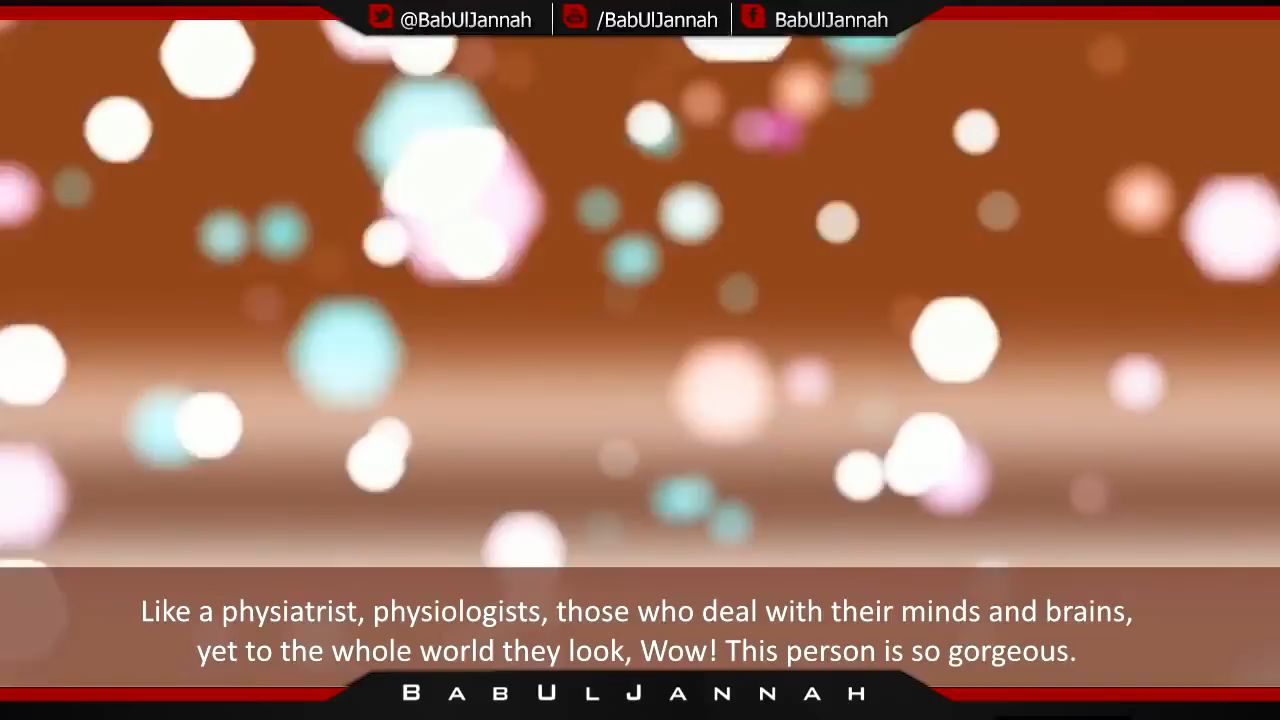 @BabUlJannah /BabUlJannah BabUlJannah
Like a physiatrist, physiologists, those who deal with their minds and brains,
yet to the whole world they look, Wow! This person is so gorgeous.
BABULJANNAH